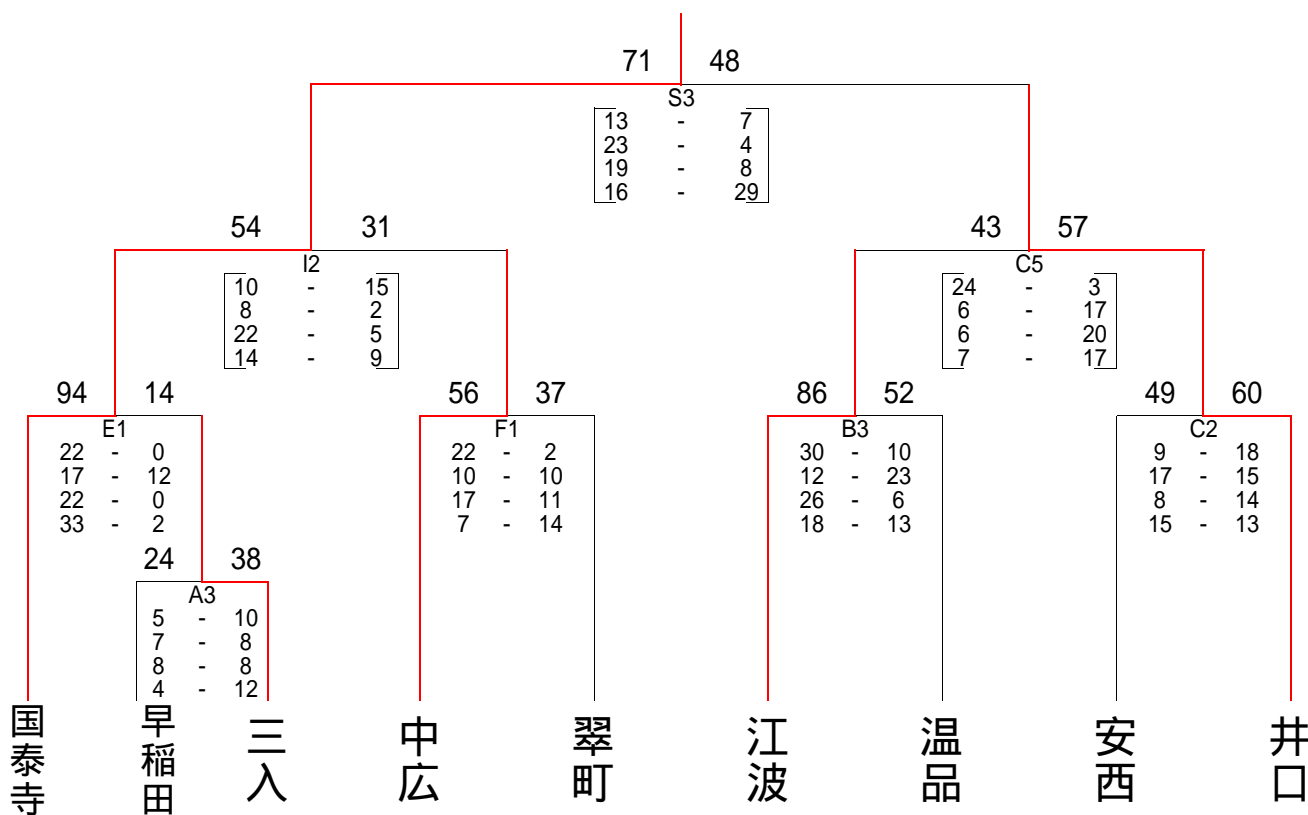 71 48
S3
13 - 7
23 - 4
19 - 8
16 - 29
54 31
I2
10 - 15
8 - 2
22 - 5
14 - 9
43 57
C5
24 - 3
6 - 17
6 - 20
7 - 17
94 14
E1
22 - 0
17 - 12
22 - 0
33 - 2
56 37
F1
22 - 2
10 - 10
17 - 11
7 - 14
86 52
B3
30 - 10
12 - 23
26 - 6
18 - 13
49 60
C2
9 - 18
17 - 15
8 - 14
15 - 13
24 38
A3
5 - 10
7 - 8
8 - 8
4 - 12
国泰寺
早稲田
三入
中広
翠町
江波
温品
安西
井口